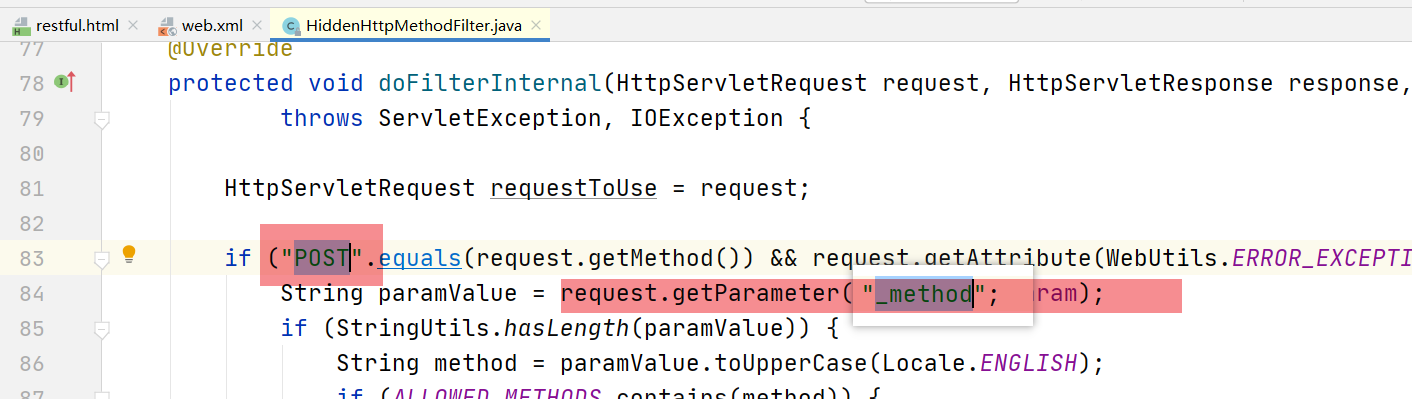 restful.html web.xml HiddenHttpMethodFilter.java
77 @Override
78 protected void doFilterInternal(HttpServletRequest request, HttpServletResponse response,
79 throws ServletException, IOException {
80
81 HttpServletRequest requestToUse = request;
82
83 if ("POST".equals(request.getMethod()) && request.getAttribute(WebUtils.ERROR_EXCEPTI
84 String paramValue = request.getParameter( "_method"; ram);
85 if (StringUtils.hasLength(paramValue)) {
86 String method = paramValue.toUpperCase(Locale.ENGLISH);
87 if (ALLOWED_METHODS.contains(method)) {